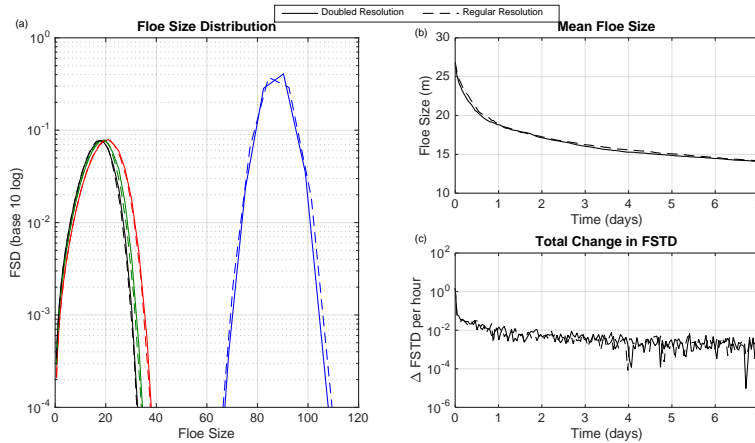 Doubled Resolution Regular Resolution
(a)
Floe Size Distribution
10^0
10^-1
10^-2
10^-3
10^-4
FSD (base 10 log)
0 20 40 60 80 100 120
Floe Size
(b)
Mean Floe Size
30
25
20
15
10
Floe Size (m)
0 1 2 3 4 5 6
Time (days)
(c)
Total Change in FSTD
10^2
10^0
10^-2
10^-4
10^-6
Δ FSTD per hour
0 1 2 3 4 5 6
Time (days)